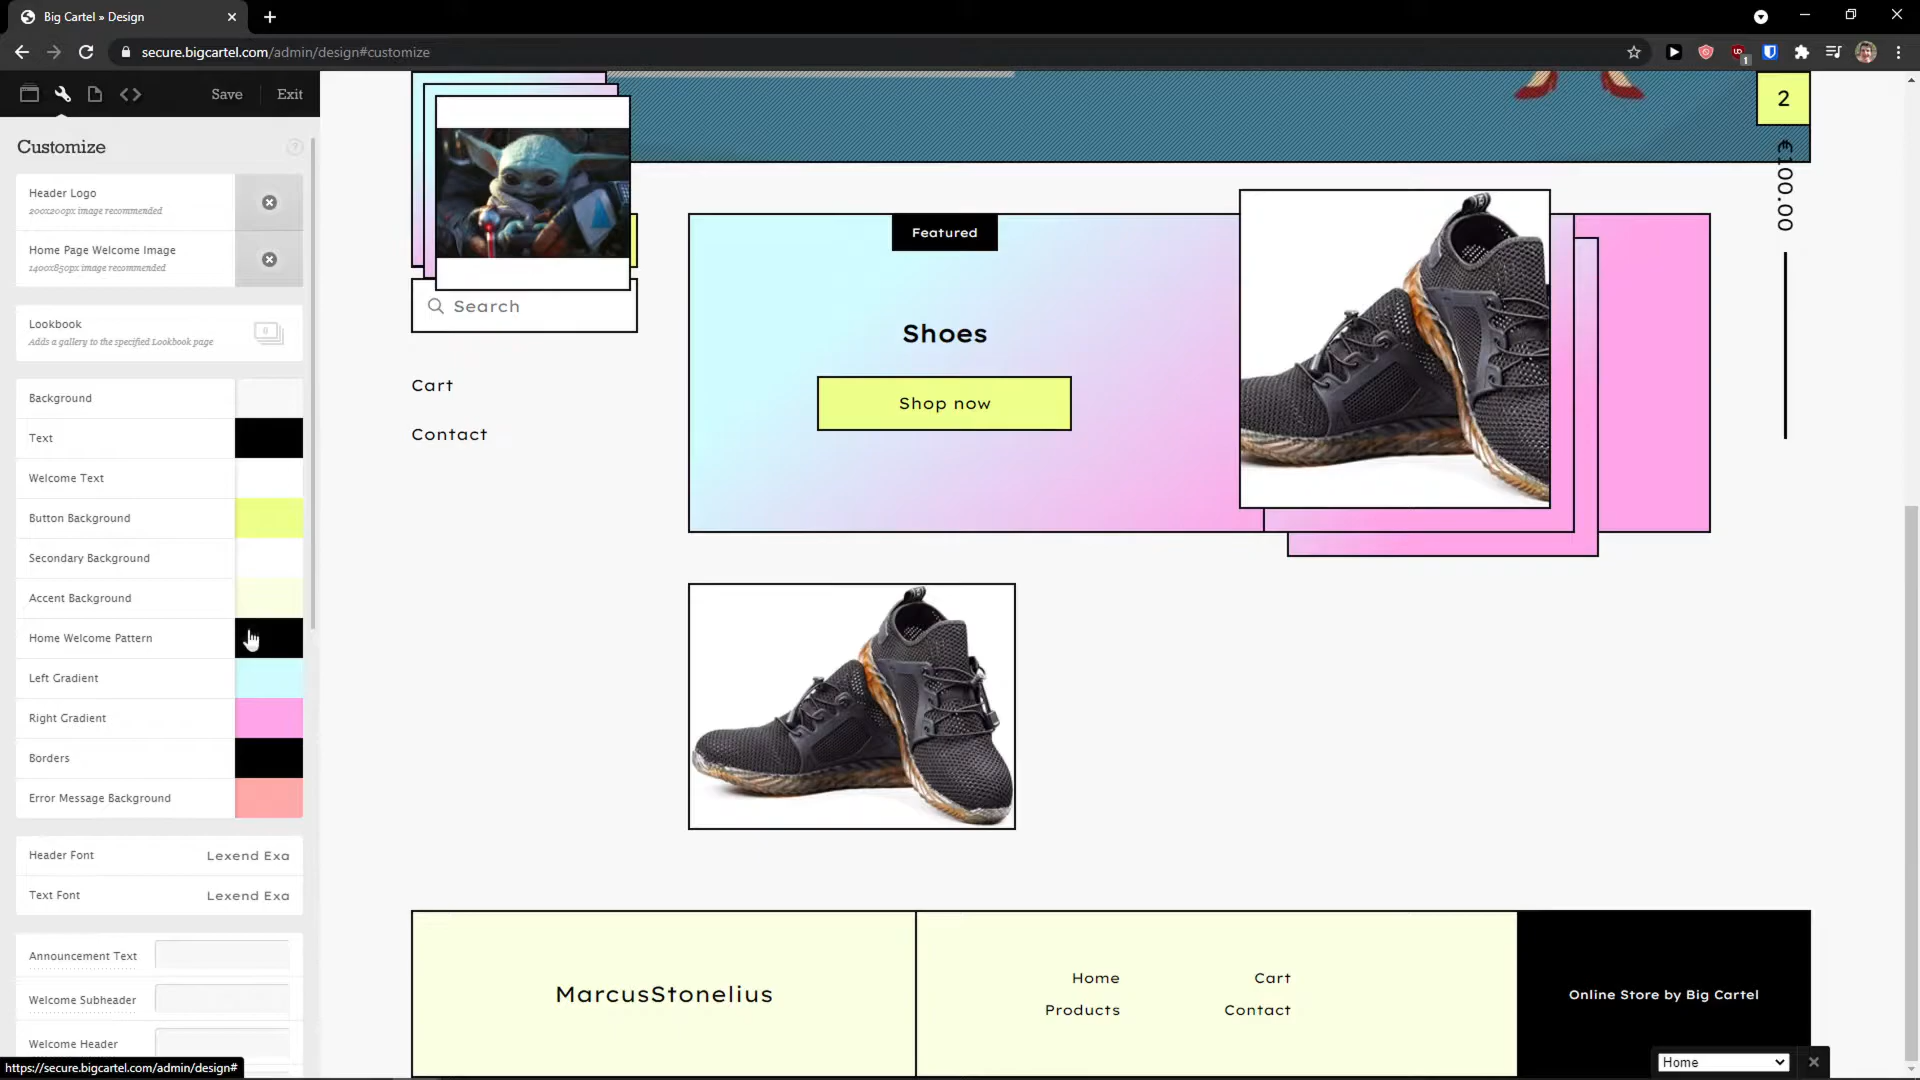 Big Cartel » Design
secure.bigcartel.com/admin/design#customize
1
Save
Exit
Customize
?
Header Logo
200x200px image recommended
Home Page Welcome Image
1400x850px image recommended
Lookbook
Adds a gallery to the specified Lookbook page
0
Background
Text
Welcome Text
Button Background
Secondary Background
Accent Background
Home Welcome Pattern
Left Gradient
Right Gradient
Borders
Error Message Background
Header Font
Lexend Exa
Text Font
Lexend Exa
Announcement Text
Welcome Subheader
Welcome Header
https://secure.bigcartel.com/admin/design#
Search
Cart
Contact
Featured
Shoes
Shop now
2
€100.00
MarcusStonelius
Home
Cart
Products
Contact
Online Store by Big Cartel
Home